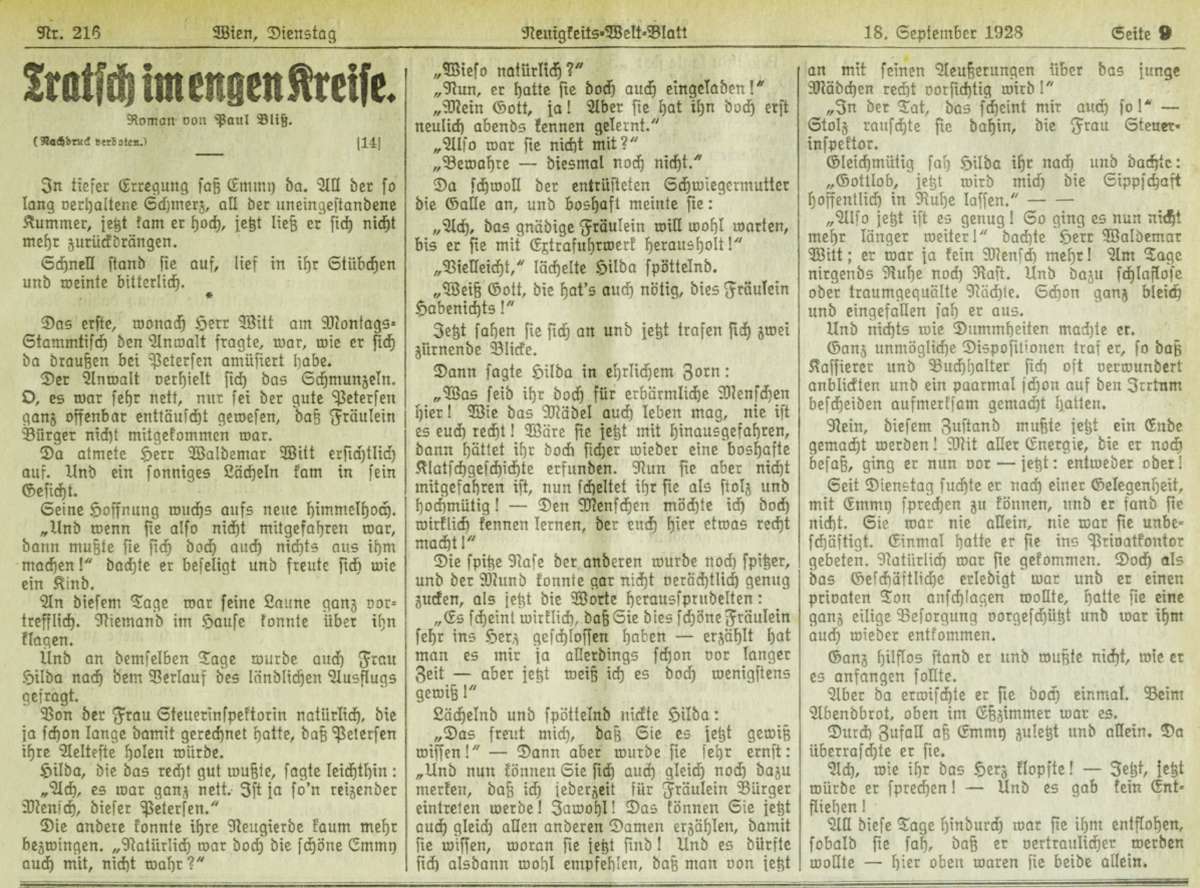 Nr. 216 Wien, Dienstag Neuigkeits-Welt-Blatt 18. September 1928 Seite 9
Tratsch im engen Kreise.
Roman von Paul Bliß.
(Nachdruck verboten.) [14]
In tiefer Erregung saß Emmy da. All der so
lang verhaltene Schmerz, all der uneingestandene
Kummer, jetzt kam er hoch, jetzt ließ er sich nicht
mehr zurückdrängen.
Schnell stand sie auf, lief in ihr Stübchen
und weinte bitterlich.
*
Das erste, wonach Herr Witt am Montags-
Stammtisch den Anwalt fragte, war, wie er sich
da draußen bei Petersen amüsiert habe.
Der Anwalt verhielt sich das Schmunzeln.
O, es war sehr nett, nur sei der gute Petersen
ganz offenbar enttäuscht gewesen, daß Fräulein
Bürger nicht mitgekommen war.
Da atmete Herr Waldemar Witt ersichtlich
auf. Und ein sonniges Lächeln kam in sein
Gesicht.
Seine Hoffnung wuchs aufs neue himmelhoch.
„Und wenn sie also nicht mitgefahren war,
dann mußte sie sich doch auch nichts aus ihm
machen!“ dachte er beseligt und freute sich wie
ein Kind.
An diesem Tage war seine Laune ganz vor-
trefflich. Niemand im Hause konnte über ihn
klagen.
Und an demselben Tage wurde auch Frau
Hilda nach dem Verlauf des ländlichen Ausflugs
gefragt.
Von der Frau Steuerinspektorin natürlich, die
ja schon lange damit gerechnet hatte, daß Petersen
ihre Aelteste holen würde.
Hilda, die das recht gut wußte, sagte leichthin:
„Ach, es war ganz nett. Ist ja so'n reizender
Mensch, dieser Petersen.“
Die andere konnte ihre Neugierde kaum mehr
bezwingen. „Natürlich war doch die schöne Emmy
auch mit, nicht wahr?“
„Wieso natürlich?“
„Nun, er hatte sie doch auch eingeladen!“
„Mein Gott, ja! Aber sie hat ihn doch erst
neulich abends kennen gelernt.“
„Also war sie nicht mit?“
„Bewahre — diesmal noch nicht.“
Da schwoll der entrüsteten Schwiegermutter
die Galle an, und boshaft meinte sie:
„Ach, das gnädige Fräulein will wohl warten,
bis er sie mit Extrafuhrwerk herausholt!“
„Vielleicht,“ lächelte Hilda spöttelnd.
„Weiß Gott, die hat's auch nötig, dies Fräulein
Habenichts!“
Jetzt sahen sie sich an und jetzt trafen sich zwei
zürnende Blicke.
Dann sagte Hilda in ehrlichem Zorn:
„Was seid ihr doch für erbärmliche Menschen
hier! Wie das Mädel auch leben mag, nie ist
es euch recht! Wäre sie jetzt mit hinausgefahren,
dann hättet ihr doch sicher wieder eine boshafte
Klatschgeschichte erfunden. Nun sie aber nicht
mitgefahren ist, nun scheltet ihr sie als stolz und
hochmütig! — Den Menschen möchte ich doch
wirklich kennen lernen, der euch hier etwas recht
macht!“
Die spitze Nase der anderen wurde noch spitzer,
und der Mund konnte gar nicht verächtlich genug
zucken, als jetzt die Worte heraussprudelten:
„Es scheint wirklich, daß Sie dies schöne Fräulein
sehr ins Herz geschlossen haben — erzählt hat
man es mir ja allerdings schon vor langer
Zeit — aber jetzt weiß ich es doch wenigstens
gewiß!“
Lächelnd und spöttelnd nickte Hilda:
„Das freut mich, daß Sie es jetzt gewiß
wissen!“ — Dann aber wurde sie sehr ernst:
„Und nun können Sie sich auch gleich noch dazu
merken, daß ich jederzeit für Fräulein Bürger
eintreten werde! Jawohl! Das können Sie jetzt
auch gleich allen anderen Damen erzählen, damit
sie wissen, woran sie jetzt sind! Und es dürfte
sich alsdann wohl empfehlen, daß man von jetzt
an mit seinen Aeußerungen über das junge
Mädchen recht vorsichtig wird!“
„In der Tat, das scheint mir auch so!“ —
Stolz rauschte sie dahin, die Frau Steuer-
inspektor.
Gleichmütig sah Hilda ihr nach und dachte:
„Gottlob, jetzt wird mich die Sippschaft
hoffentlich in Ruhe lassen.“ — —
„Also jetzt ist es genug! So ging es nun nicht
mehr länger weiter!“ dachte Herr Waldemar
Witt; er war ja kein Mensch mehr! Am Tage
nirgends Ruhe noch Rast. Und dazu schlaflose
oder traumgequälte Nächte. Schon ganz bleich
und eingefallen sah er aus.
Und nichts wie Dummheiten machte er.
Ganz unmögliche Dispositionen traf er, so daß
Kassierer und Buchhalter sich oft verwundert
anblickten und ein paarmal schon auf den Irrtum
bescheiden aufmerksam gemacht hatten.
Nein, diesem Zustand mußte jetzt ein Ende
gemacht werden! Mit aller Energie, die er noch
besaß, ging er nun vor — jetzt: entweder oder!
Seit Dienstag suchte er nach einer Gelegenheit,
mit Emmy sprechen zu können, und er fand sie
nicht. Sie war nie allein, nie war sie unbe-
schäftigt. Einmal hatte er sie ins Privatkontor
gebeten. Natürlich war sie gekommen. Doch als
das Geschäftliche erledigt war und er einen
privaten Ton anschlagen wollte, hatte sie eine
ganz eilige Besorgung vorgeschützt und war ihm
auch wieder entkommen.
Ganz hilflos stand er und wußte nicht, wie er
es anfangen sollte.
Aber da erwischte er sie doch einmal. Beim
Abendbrot, oben im Eßzimmer war es.
Durch Zufall aß Emmy zuletzt und allein. Da
überraschte er sie.
Ach, wie ihr das Herz klopfte! — Jetzt, jetzt
würde er sprechen! — Und es gab kein Ent-
fliehen!
All diese Tage hindurch war sie ihm entflohen,
sobald sie sah, daß er vertraulicher werden
wollte — hier oben waren sie beide allein.